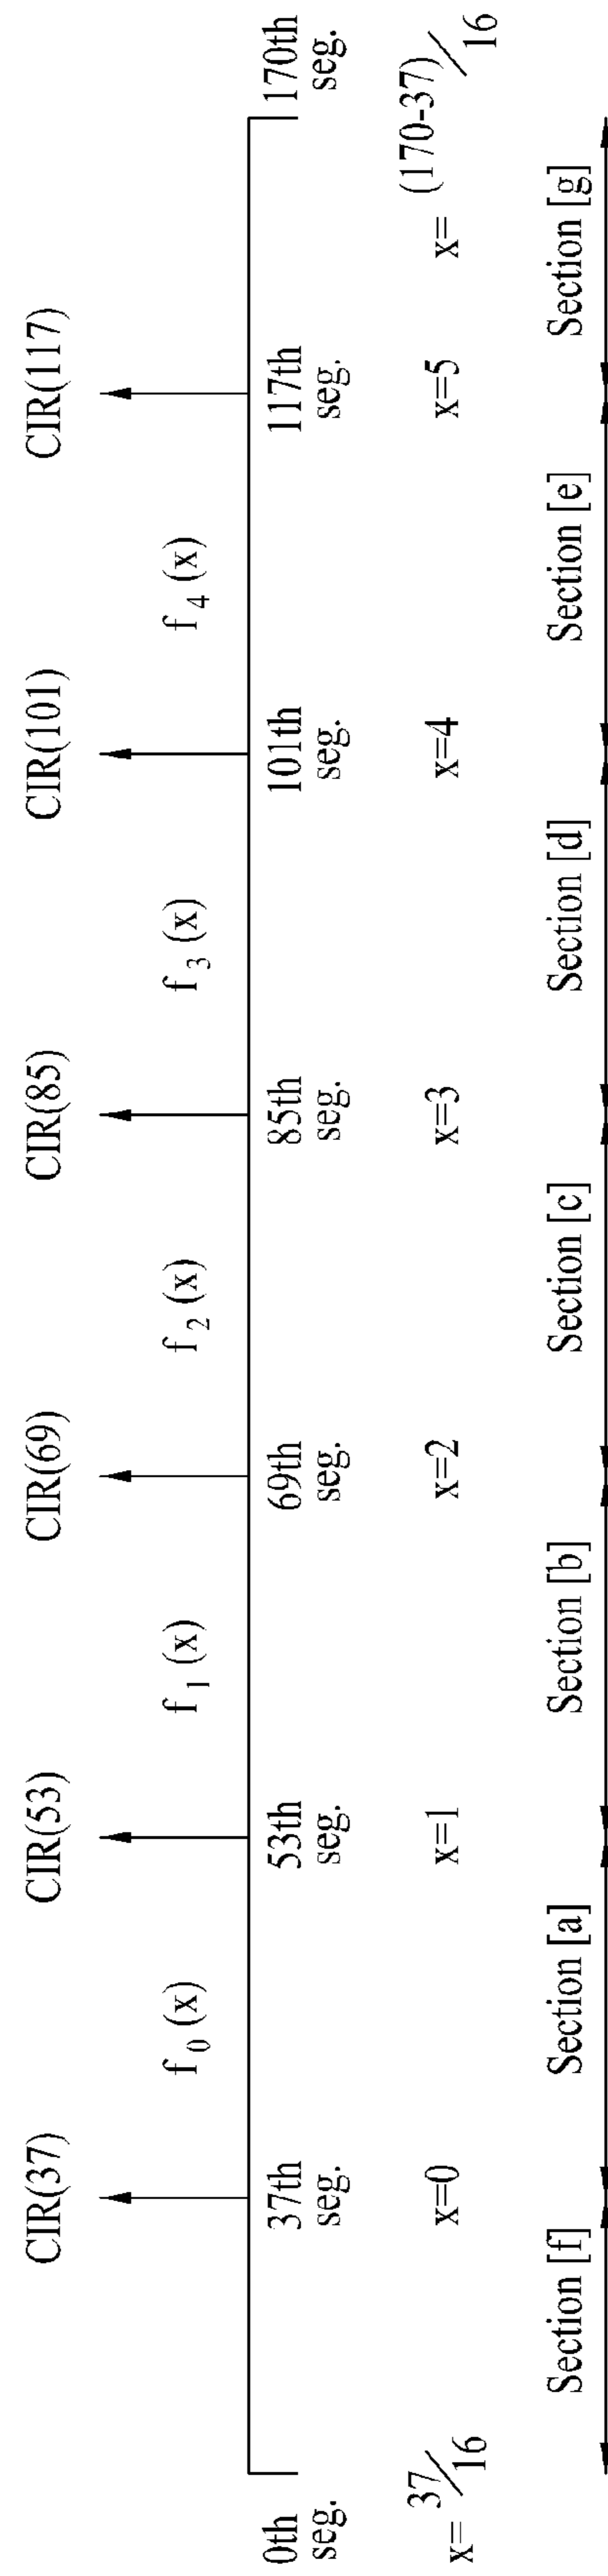 CIR(37) CIR(53) CIR(69) CIR(85) CIR(101) CIR(117)
f0(x) f1(x) f2(x) f3(x) f4(x)
0th 37th 53th 69th 85th 101th 117th 170th
seg. seg. seg. seg. seg. seg. seg. seg.
x= 37/16 x=0 x=1 x=2 x=3 x=4 x=5 x= (170-37)/16
Section [f] Section [a] Section [b] Section [c] Section [d] Section [e] Section [g]